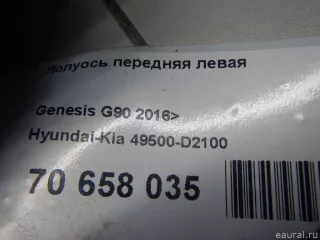 Полуось передняя левая
Genesis G90 2016>
Hyundai-Kia 49500-D2100
70 658 035
eaural.ru